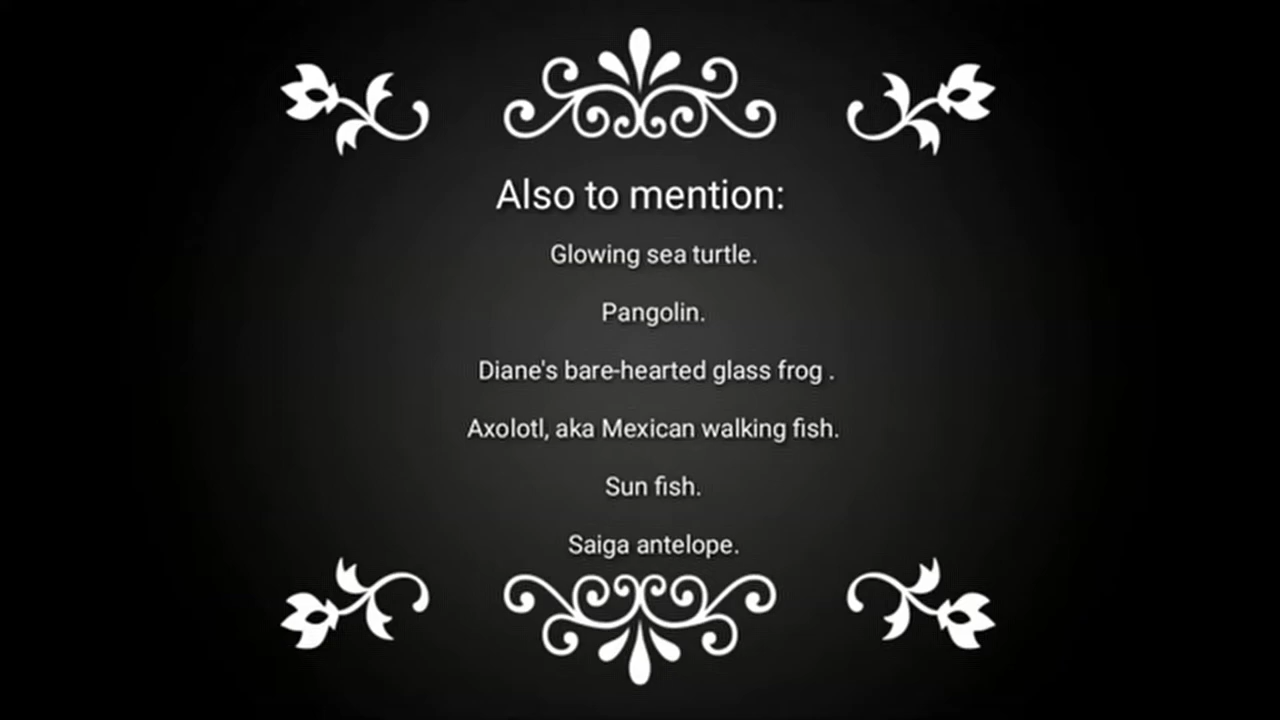 Also to mention:
Glowing sea turtle.
Pangolin.
Diane's bare-hearted glass frog .
Axolotl, aka Mexican walking fish.
Sun fish.
Saiga antelope.